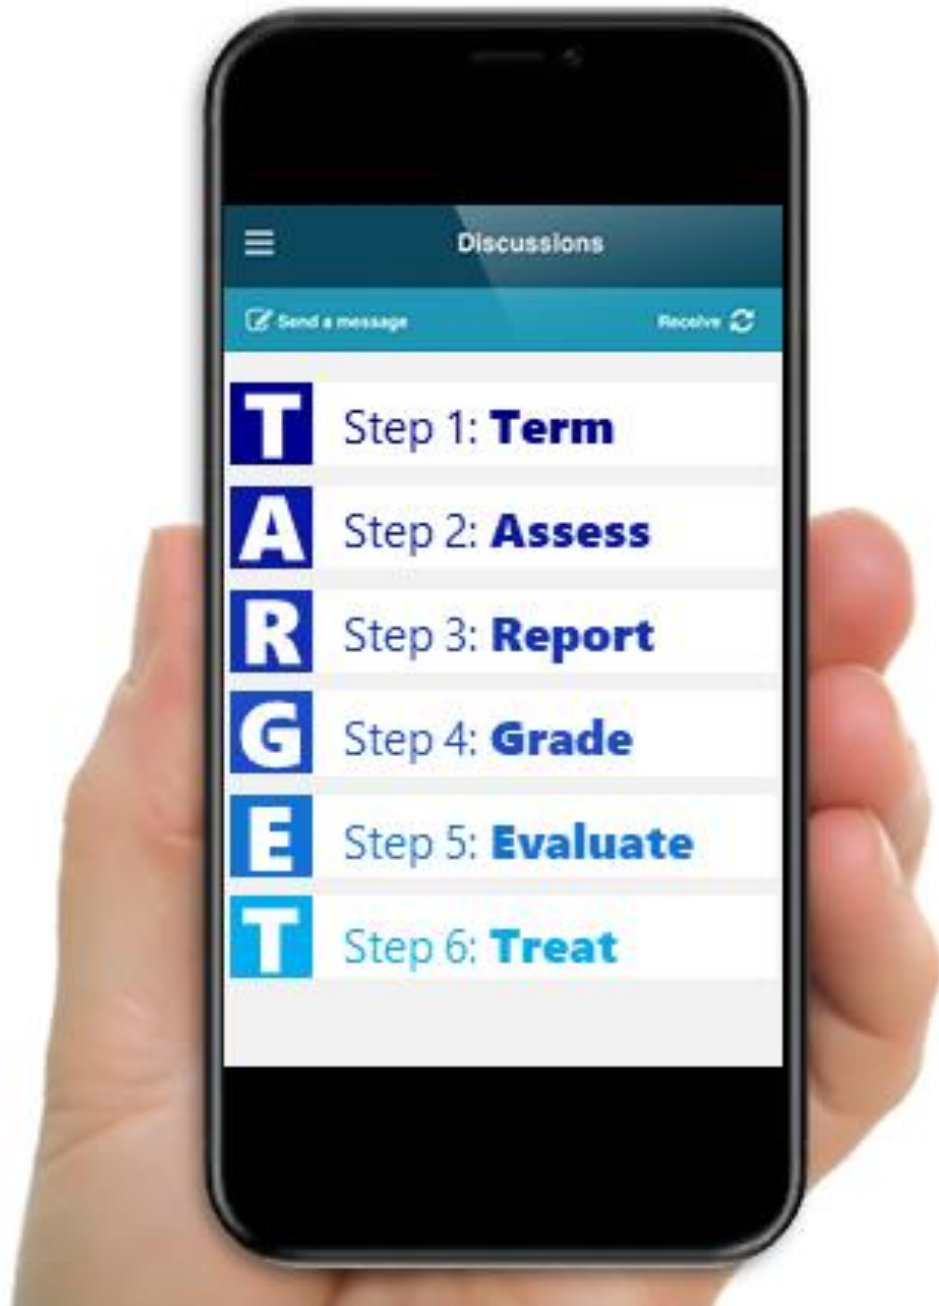 Discussions
Send a message Receive
T Step 1: Term
A Step 2: Assess
R Step 3: Report
G Step 4: Grade
E Step 5: Evaluate
T Step 6: Treat